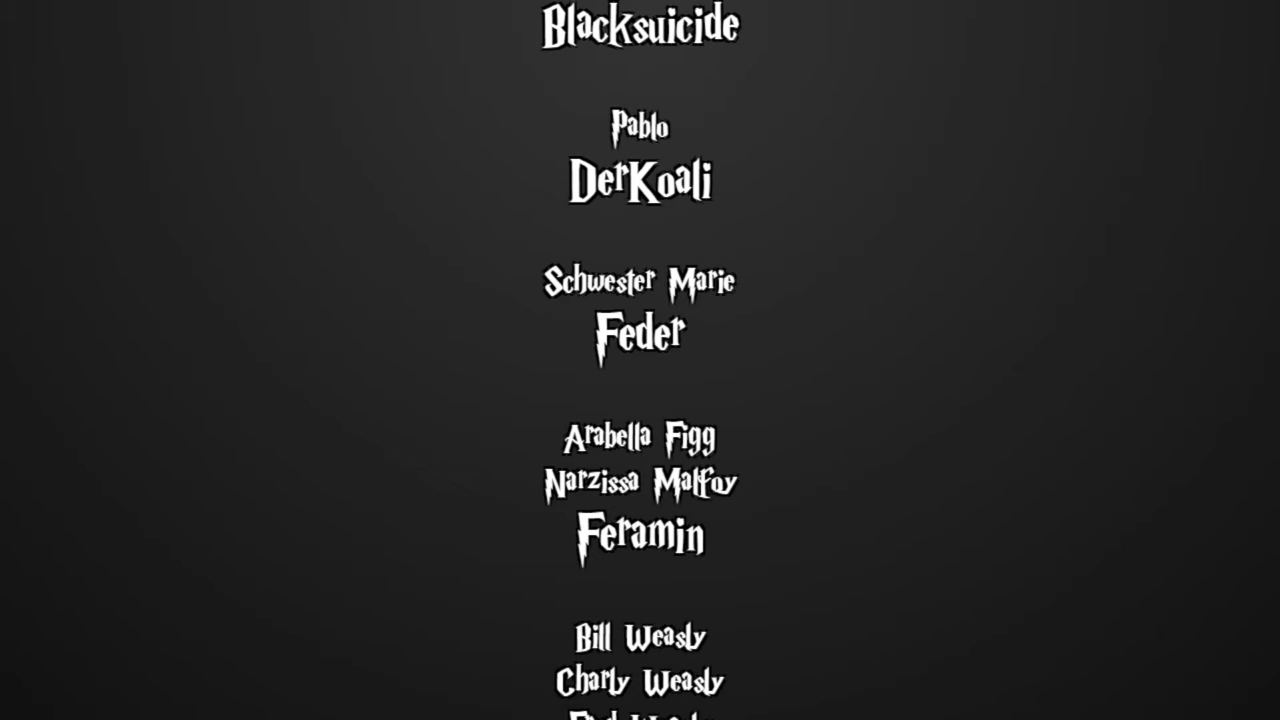 Blacksuicide
Pablo
DerKoali
Schwester Marie
Feder
Arabella Figg
Narzissa Malfoy
Feramin
Bill Weasly
Charly Weasly